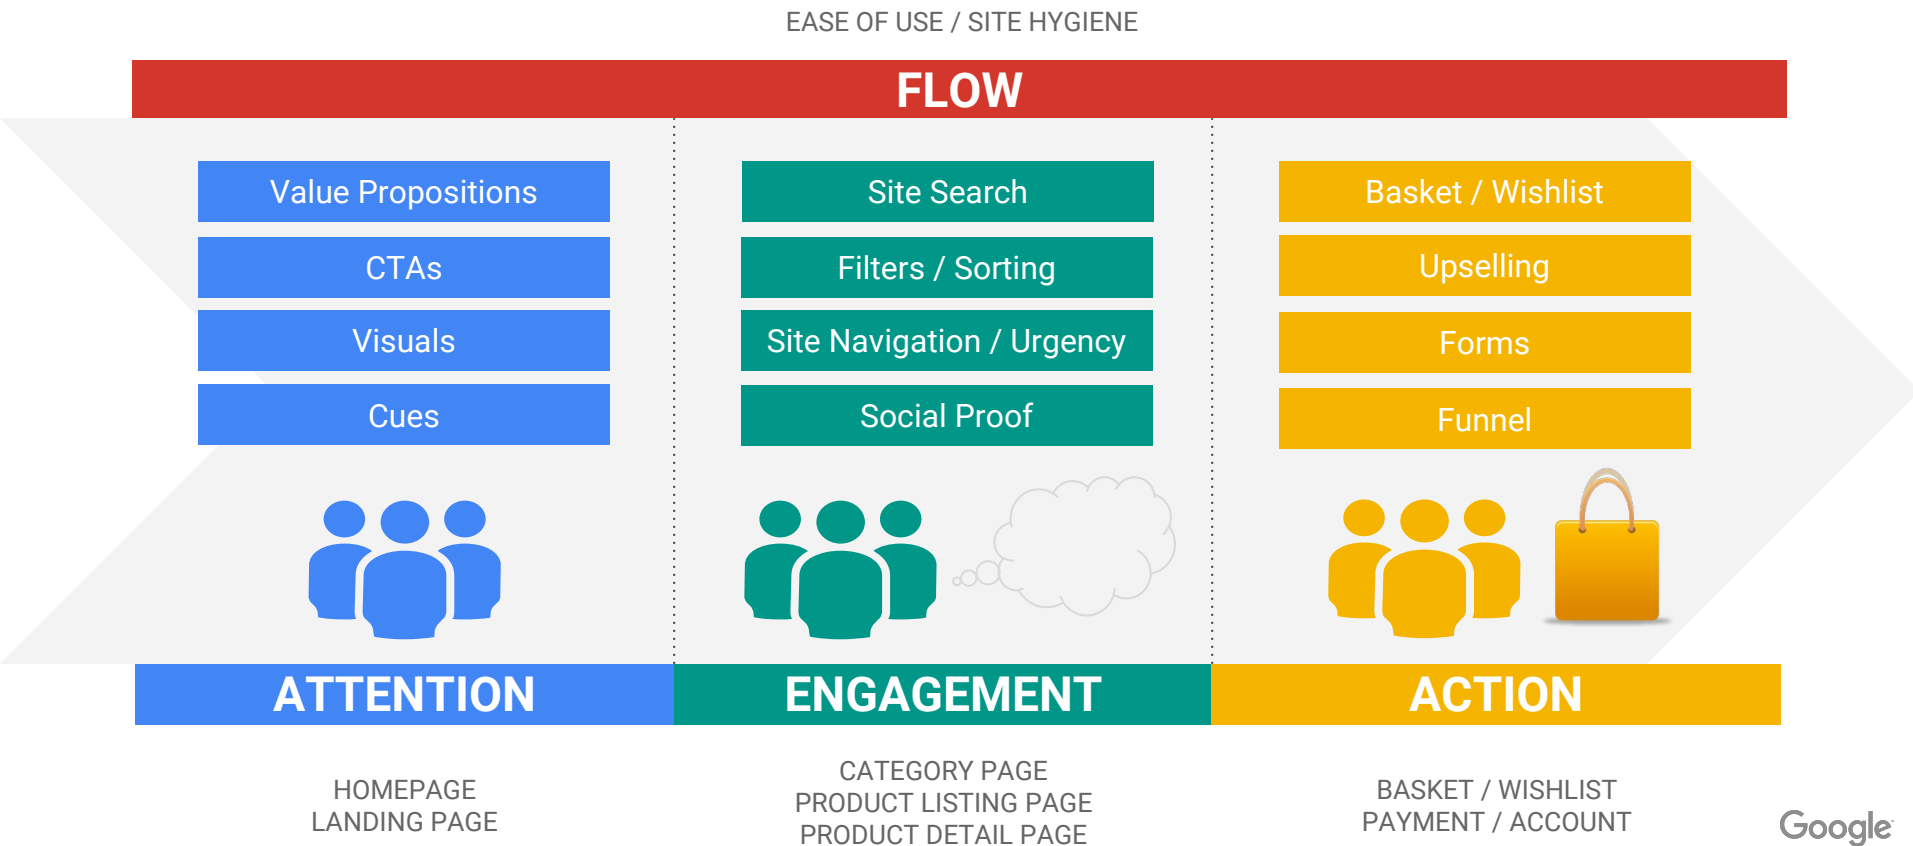 EASE OF USE / SITE HYGIENE
FLOW
Value Propositions
CTAs
Visuals
Cues
Site Search
Filters / Sorting
Site Navigation / Urgency
Social Proof
Basket / Wishlist
Upselling
Forms
Funnel
ATTENTION
ENGAGEMENT
ACTION
HOMEPAGE
LANDING PAGE
CATEGORY PAGE
PRODUCT LISTING PAGE
PRODUCT DETAIL PAGE
BASKET / WISHLIST
PAYMENT / ACCOUNT
Google